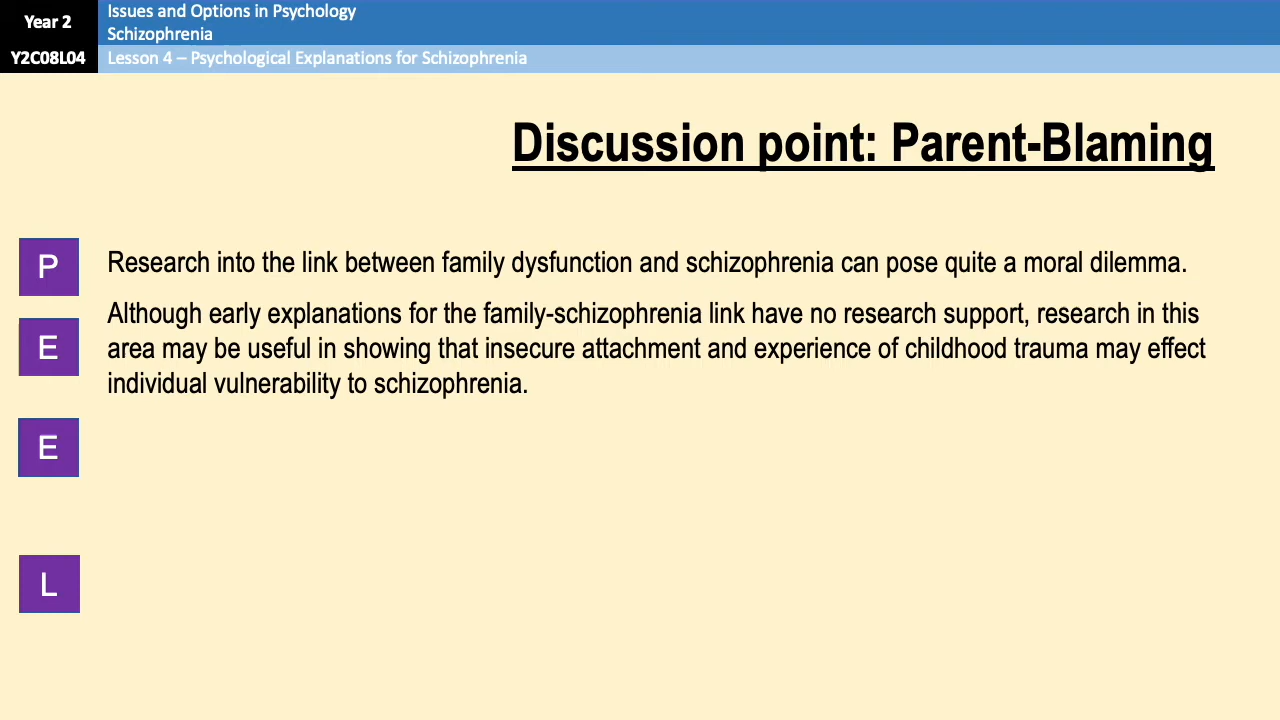 Year 2
Issues and Options in Psychology
Schizophrenia
Y2C08L04
Lesson 4 – Psychological Explanations for Schizophrenia
Discussion point: Parent-Blaming
P
Research into the link between family dysfunction and schizophrenia can pose quite a moral dilemma.
E
Although early explanations for the family-schizophrenia link have no research support, research in this
area may be useful in showing that insecure attachment and experience of childhood trauma may effect
individual vulnerability to schizophrenia.
E
L